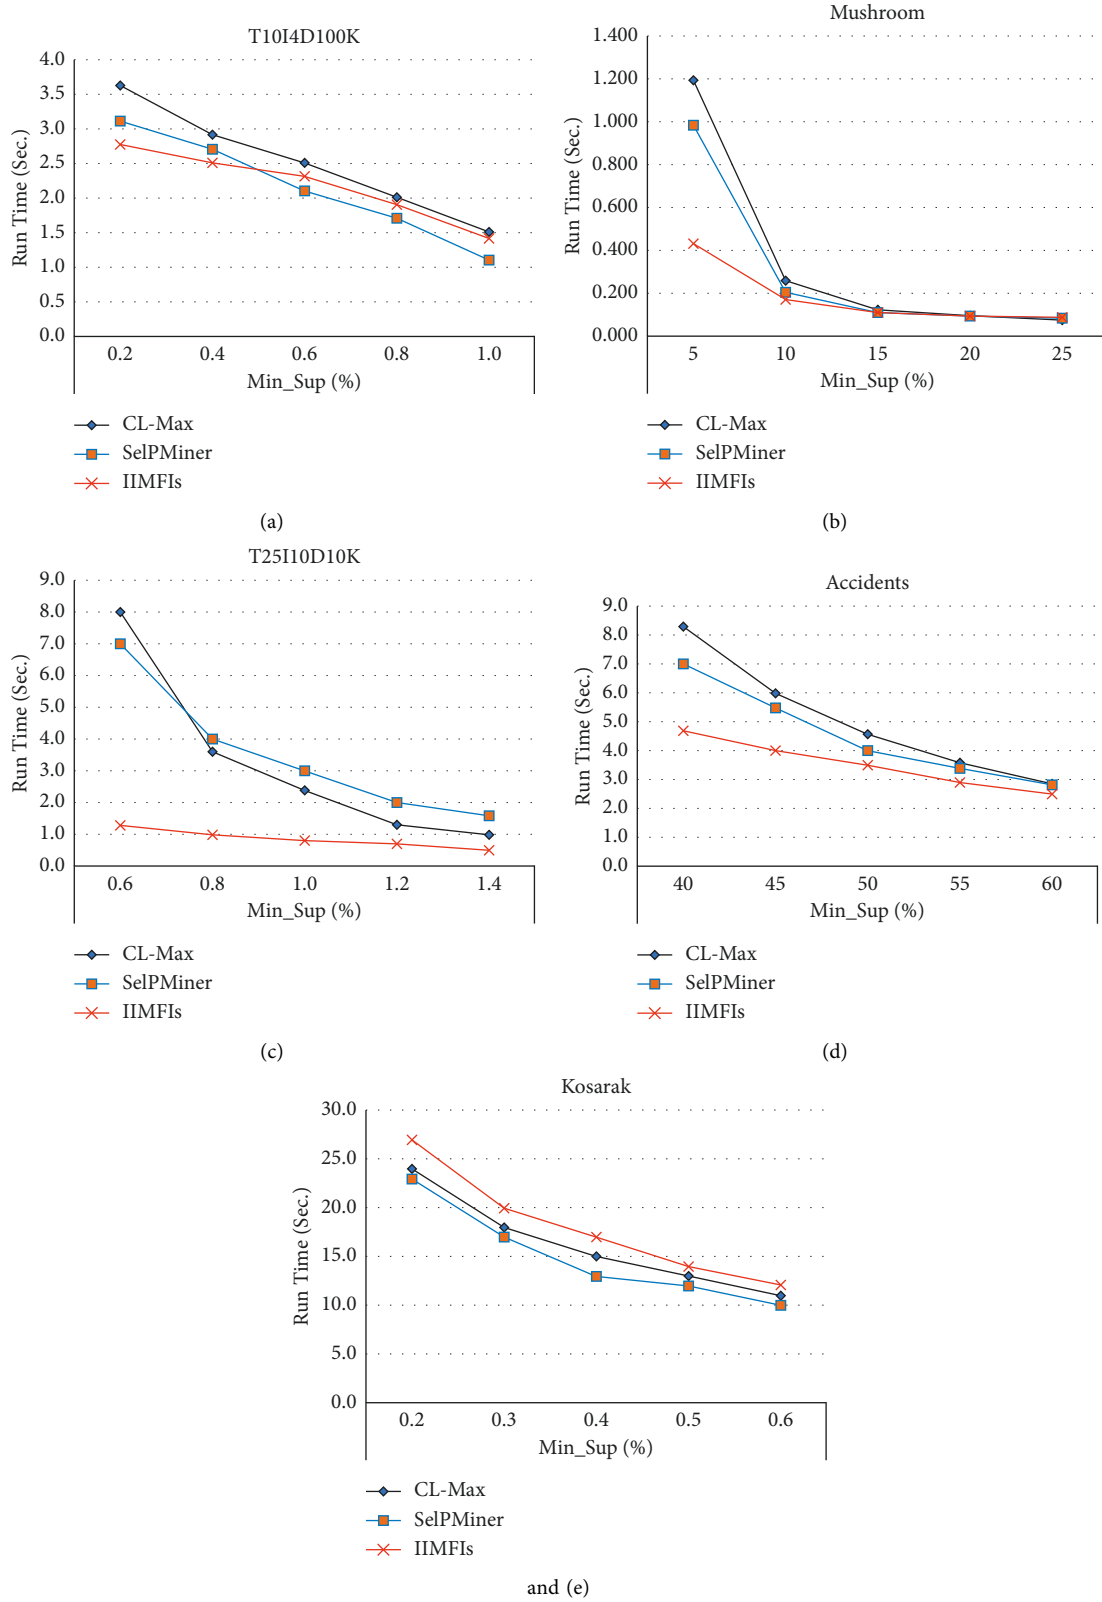 T10I4D100K
4.0
3.5
3.0
2.5
2.0
1.5
1.0
0.5
0.0
Run Time (Sec.)
0.2 0.4 0.6 0.8 1.0
Min_Sup (%)
CL-Max
SelPMiner
IIMFIs
(a)
Mushroom
1.400
1.200
1.000
0.800
0.600
0.400
0.200
0.000
Run Time (Sec.)
5 10 15 20 25
Min_Sup (%)
CL-Max
SelPMiner
IIMFIs
(b)
T25I10D10K
9.0
8.0
7.0
6.0
5.0
4.0
3.0
2.0
1.0
0.0
Run Time (Sec.)
0.6 0.8 1.0 1.2 1.4
Min_Sup (%)
CL-Max
SelPMiner
IIMFIs
(c)
Accidents
9.0
8.0
7.0
6.0
5.0
4.0
3.0
2.0
1.0
0.0
Run Time (Sec.)
40 45 50 55 60
Min_Sup (%)
CL-Max
SelPMiner
IIMFIs
(d)
Kosarak
30.0
25.0
20.0
15.0
10.0
5.0
0.0
Run Time (Sec.)
0.2 0.3 0.4 0.5 0.6
Min_Sup (%)
CL-Max
SelPMiner
IIMFIs
and (e)